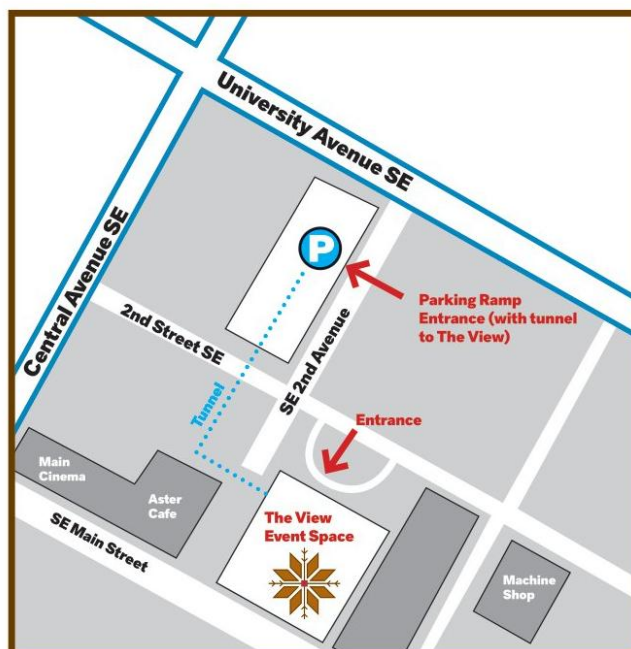 University Avenue SE
Central Avenue SE
P
Parking Ramp
Entrance (with tunnel
to The View)
2nd Street SE
SE 2nd Avenue
Tunnel
Entrance
Main
Cinema
Aster
Cafe
SE Main Street
The View
Event Space
Machine
Shop